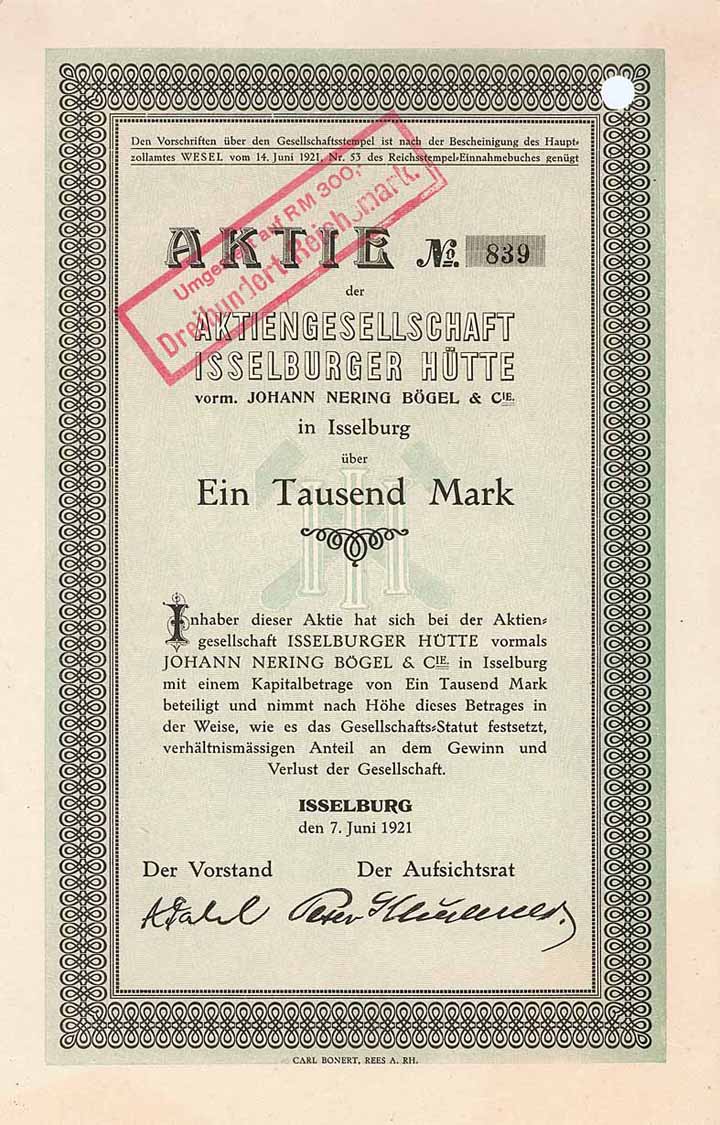 Den Vorschriften über den Gesellschaftsstempel ist nach der Bescheinigung des Haupt=
zollamtes WESEL vom 14. Juni 1921, Nr. 53 des Reichsstempel=Einnahmebuches genügt
Umgestellt auf RM 300,-
Dreihundert Reichsmark.
AKTIE No. 839
der
AKTIENGESELLSCHAFT
ISSELBURGER HÜTTE
vorm. JOHANN NERING BÖGEL & CIE.
in Isselburg
über
Ein Tausend Mark
Inhaber dieser Aktie hat sich bei der Aktien=
gesellschaft ISSELBURGER HÜTTE vormals
JOHANN NERING BÖGEL & CIE. in Isselburg
mit einem Kapitalbetrage von Ein Tausend Mark
beteiligt und nimmt nach Höhe dieses Betrages in
der Weise, wie es das Gesellschafts=Statut festsetzt,
verhältnismässigen Anteil an dem Gewinn und
Verlust der Gesellschaft.
ISSELBURG
den 7. Juni 1921
Der Vorstand Der Aufsichtsrat
Peter
CARL BONERT, REES A. RH.